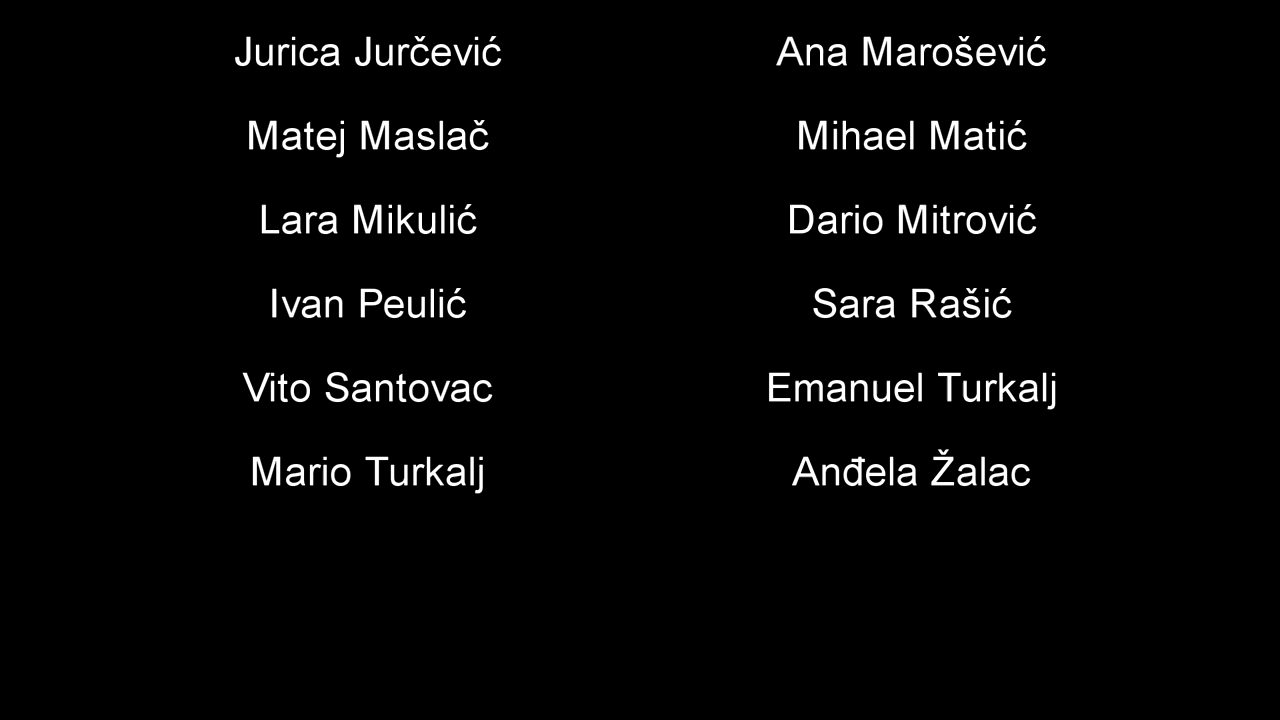 Jurica Jurčević
Ana Marošević
Matej Maslač
Mihael Matić
Lara Mikulić
Dario Mitrović
Ivan Peulić
Sara Rašić
Vito Santovac
Emanuel Turkalj
Mario Turkalj
Anđela Žalac